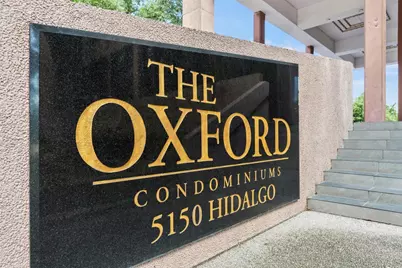 THE
OXFORD
CONDOMINIUMS
5150 HIDALGO